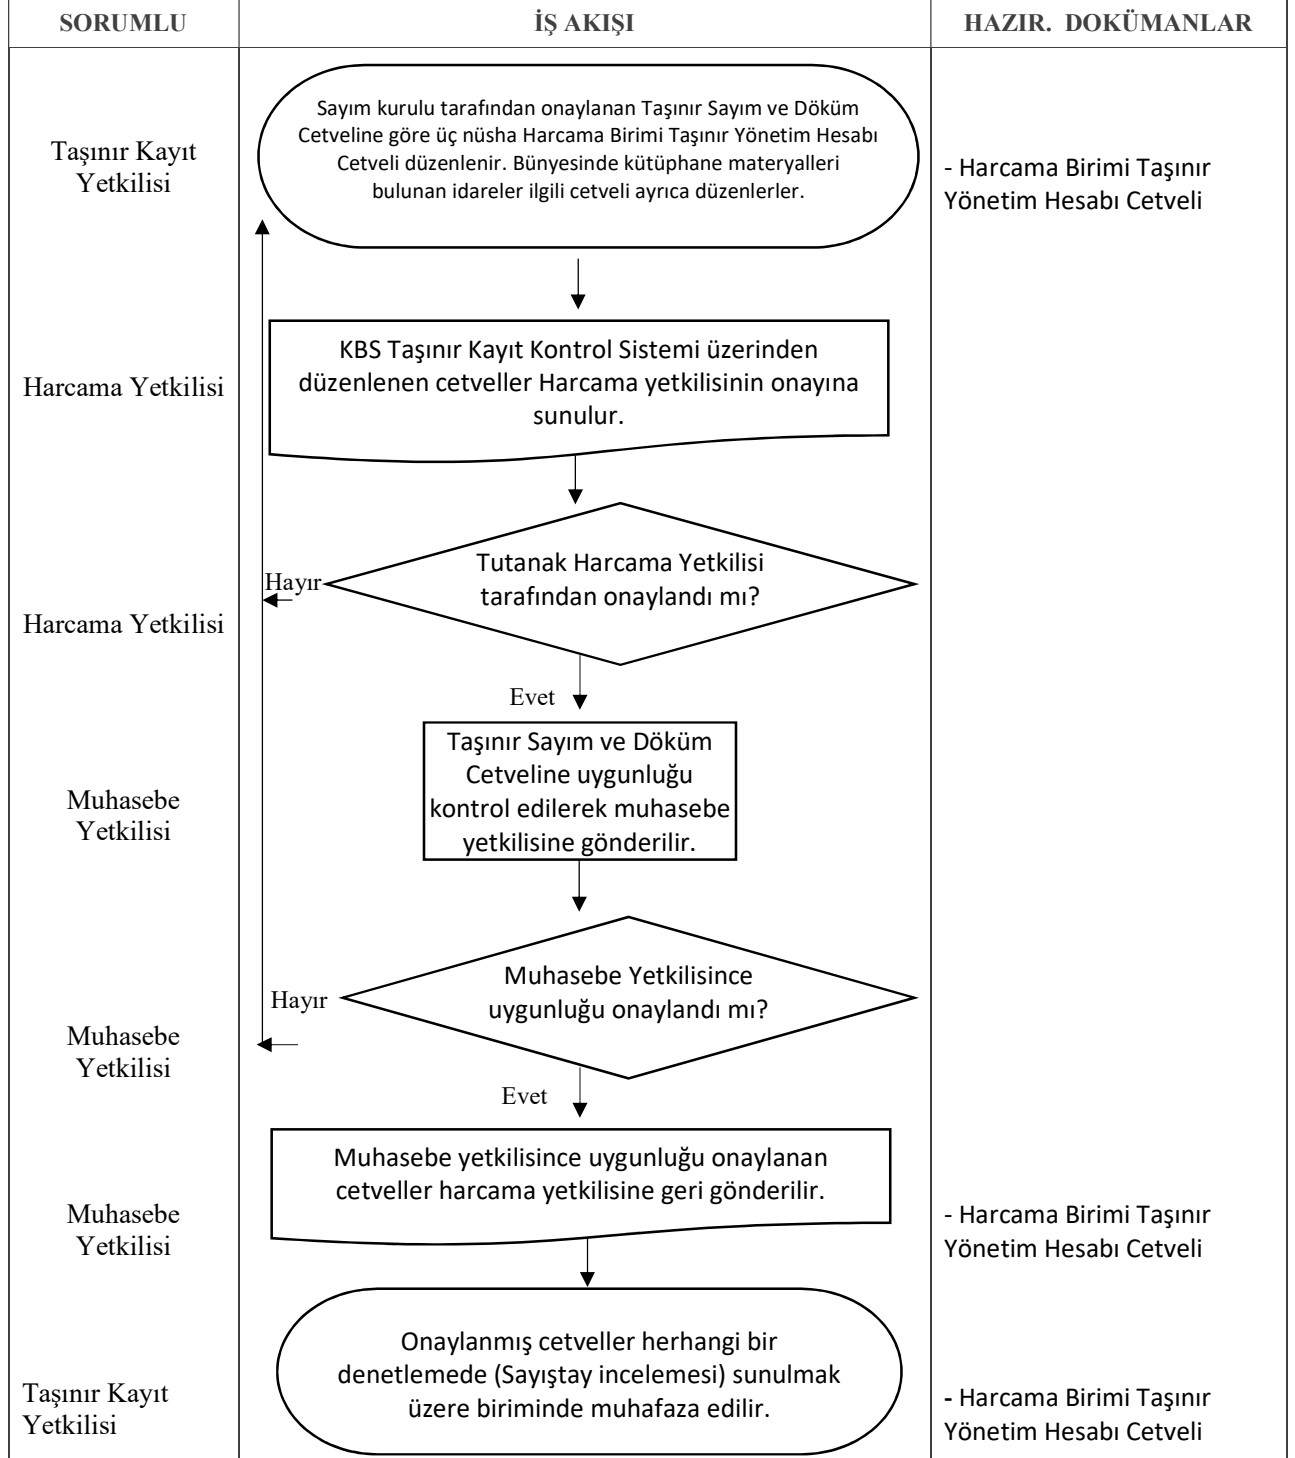 SORUMLU
İŞ AKIŞI
HAZIR.  DOKÜMANLAR
Taşınır Kayıt
Yetkilisi
Sayım kurulu tarafından onaylanan Taşınır Sayım ve Döküm
Cetveline göre üç nüsha Harcama Birimi Taşınır Yönetim Hesabı
Cetveli düzenlenir. Bünyesinde kütüphane materyalleri
bulunan idareler ilgili cetveli ayrıca düzenlerler.
- Harcama Birimi Taşınır
Yönetim Hesabı Cetveli
Harcama Yetkilisi
KBS Taşınır Kayıt Kontrol Sistemi üzerinden
düzenlenen cetveller Harcama yetkilisinin onayına
sunulur.
Harcama Yetkilisi
Tutanak Harcama Yetkilisi
tarafından onaylandı mı?
Hayır
Evet
Muhasebe
Yetkilisi
Taşınır Sayım ve Döküm
Cetveline uygunluğu
kontrol edilerek muhasebe
yetkilisine gönderilir.
Muhasebe
Yetkilisi
Muhasebe Yetkilisince
uygunluğu onaylandı mı?
Hayır
Evet
Muhasebe
Yetkilisi
Muhasebe yetkilisince uygunluğu onaylanan
cetveller harcama yetkilisine geri gönderilir.
- Harcama Birimi Taşınır
Yönetim Hesabı Cetveli
Taşınır Kayıt
Yetkilisi
Onaylanmış cetveller herhangi bir
denetlemede (Sayıştay incelemesi) sunulmak
üzere biriminde muhafaza edilir.
- Harcama Birimi Taşınır
Yönetim Hesabı Cetveli